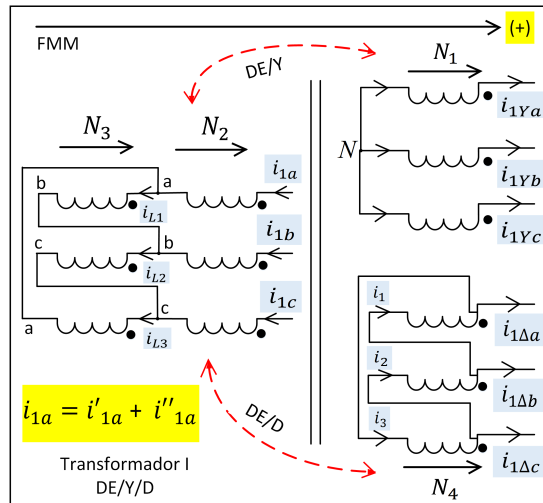 (+)
FMM
DE/Y
N₁
i₁Ya
N₃
N₂
i₁a
N
i₁Yb
b
a
iL1
i₁b
i₁Yc
c
b
iL2
i₁c
i₁
c
i₁Δa
a
iL3
i₂
i₁Δb
i₁a = i'₁a + i''₁a
DE/D
i₃
i₁Δc
Transformador I
DE/Y/D
N₄